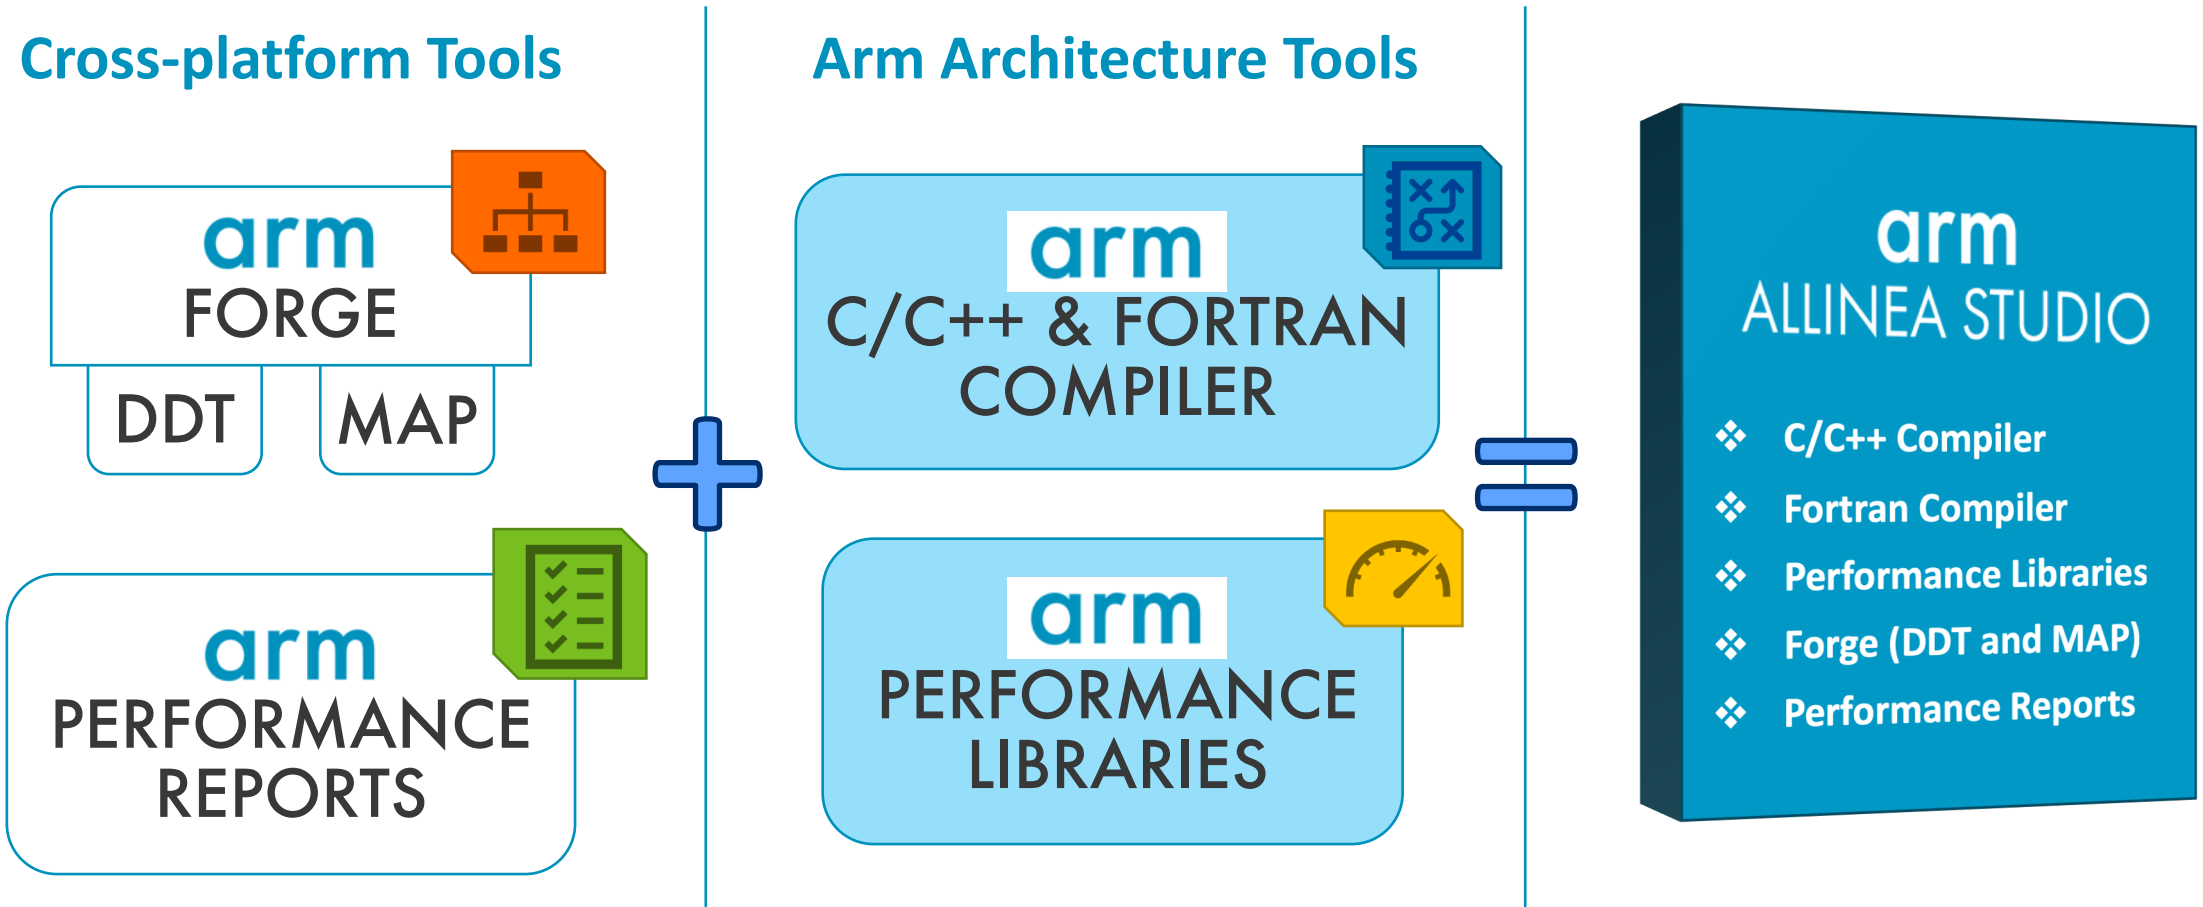 Cross-platform Tools
arm
FORGE
DDT
MAP
arm
PERFORMANCE
REPORTS
Arm Architecture Tools
arm
C/C++ & FORTRAN
COMPILER
arm
PERFORMANCE
LIBRARIES
arm
ALLINEA STUDIO
❖ C/C++ Compiler
❖ Fortran Compiler
❖ Performance Libraries
❖ Forge (DDT and MAP)
❖ Performance Reports